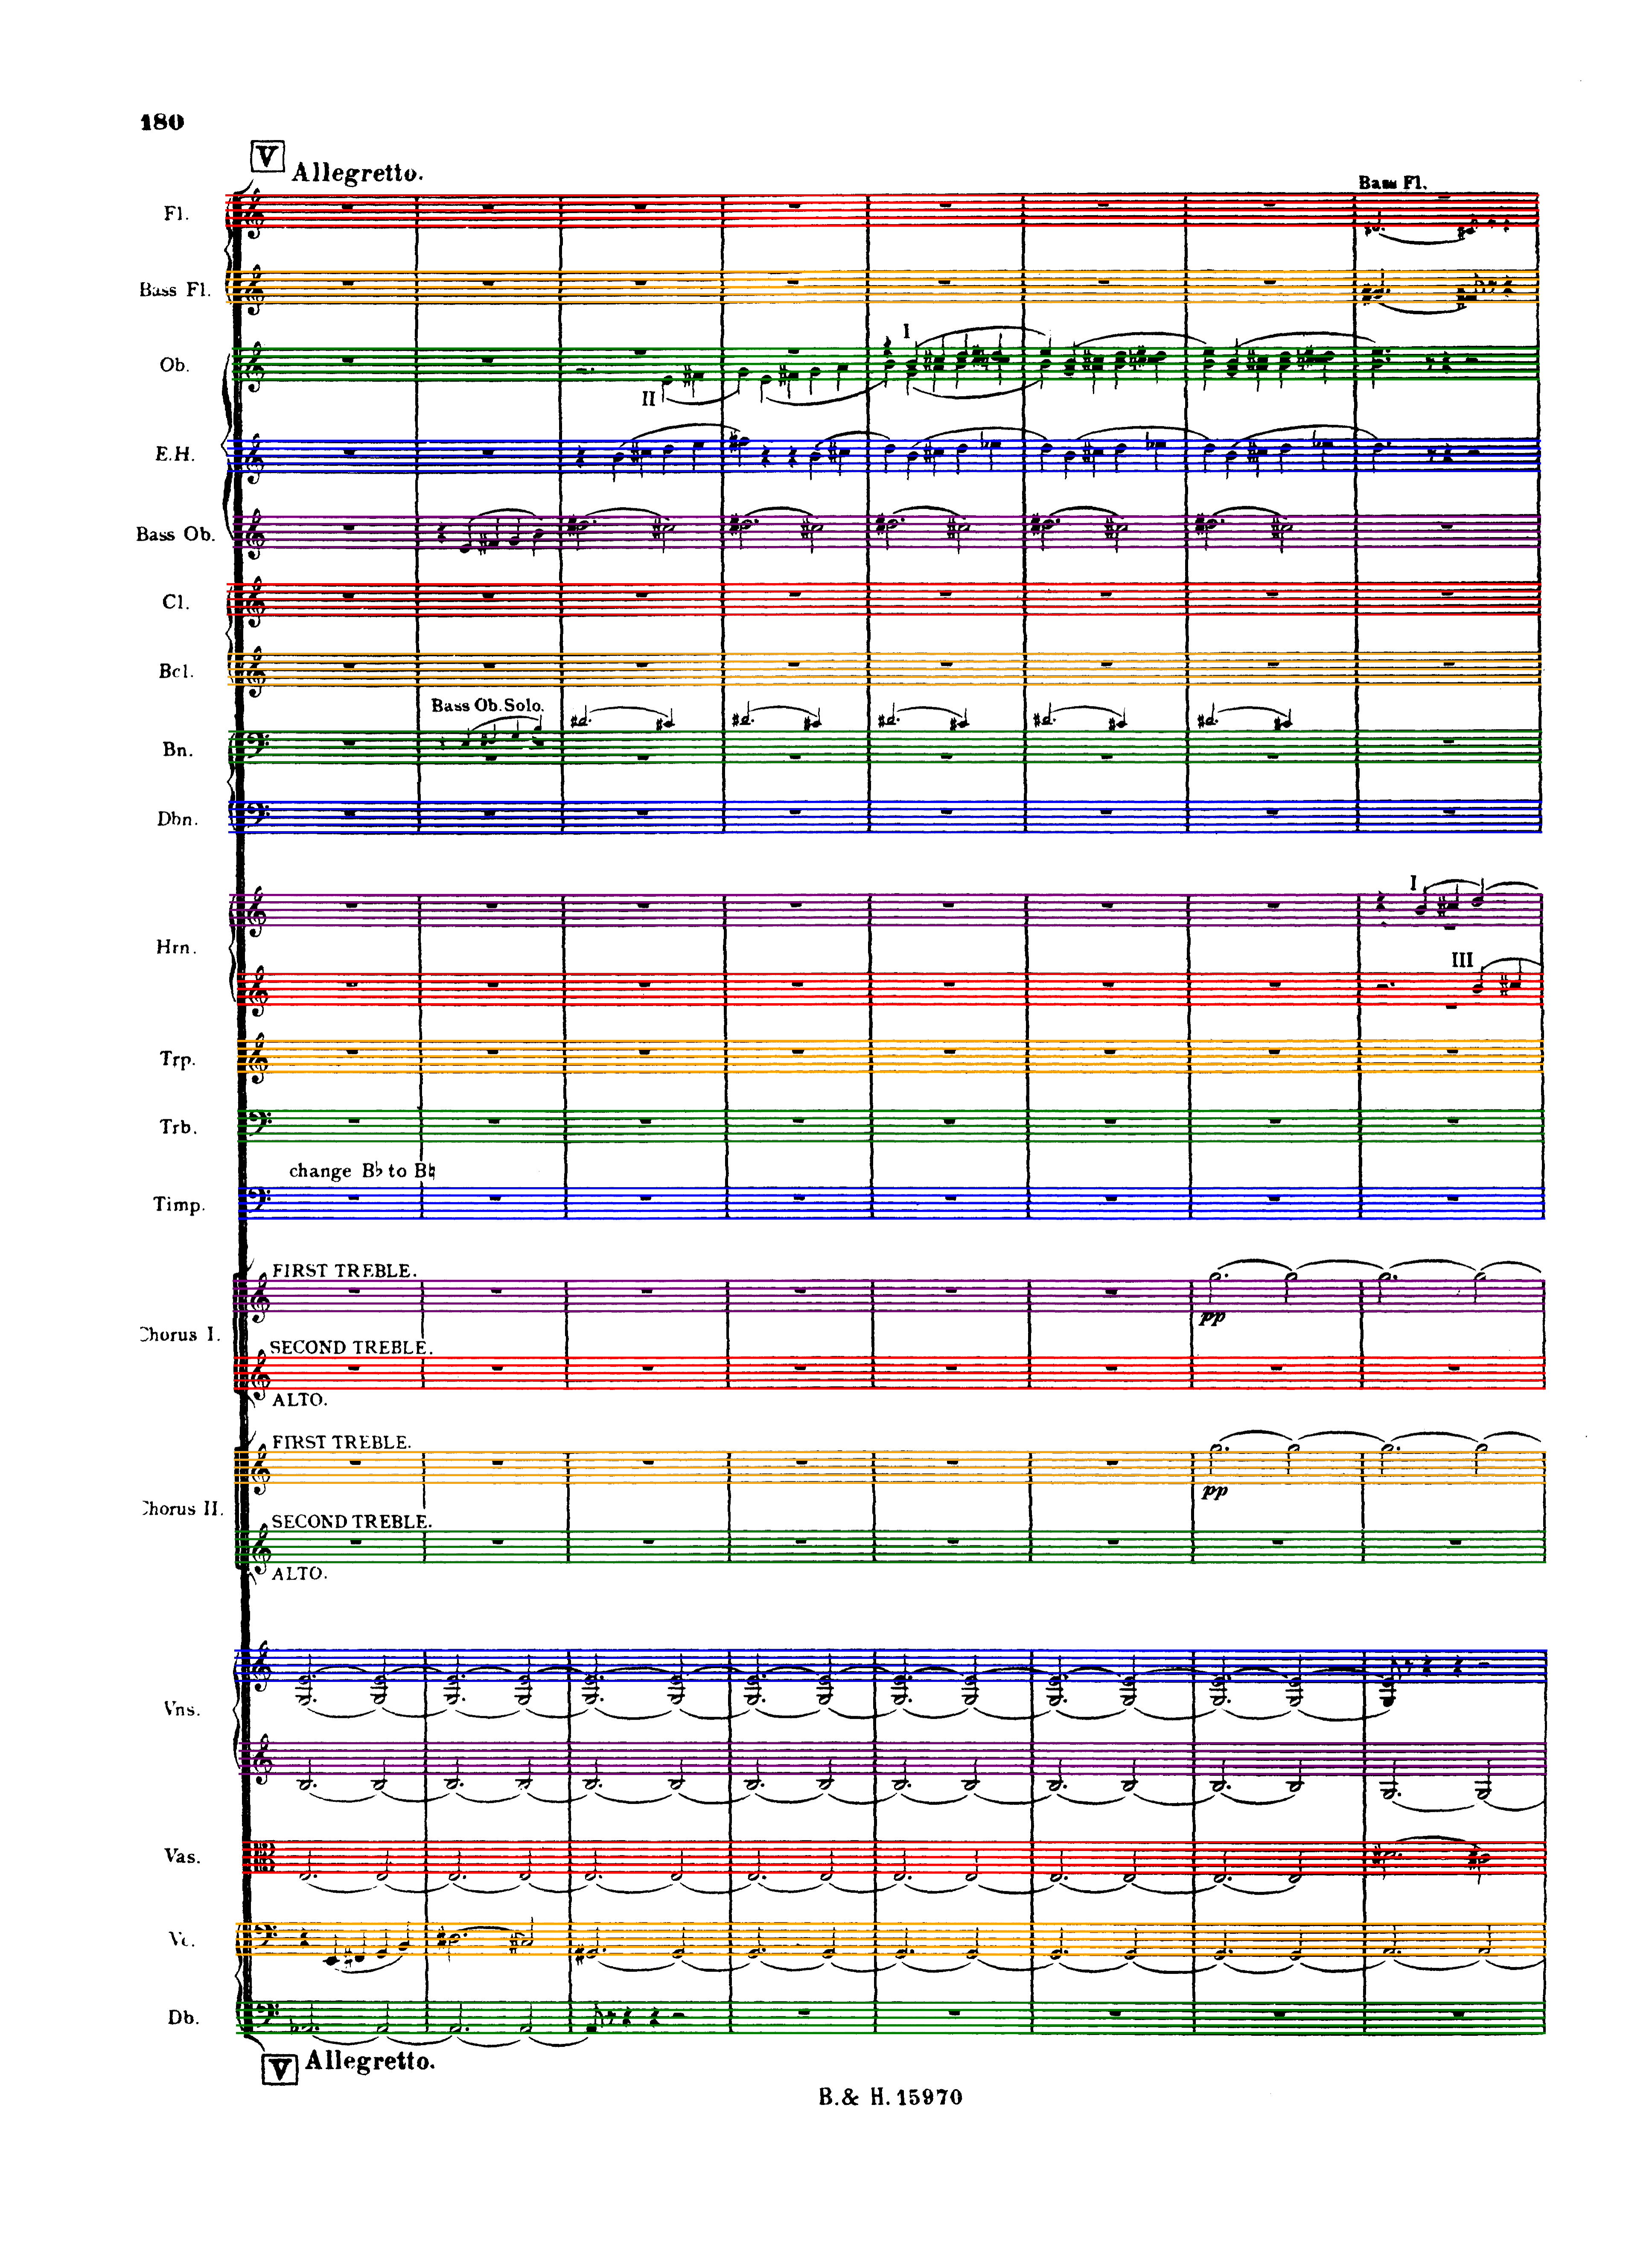 180
V Allegretto.
Bass Fl.
Fl.
Bass Fl.
I
Ob.
II
E.H.
Bass Ob.
Cl.
Bcl.
Bass Ob. Solo.
Bn.
Dbn.
I
Hrn.
III
Trp.
Trb.
change B♭ to B♮
Timp.
FIRST TREBLE.
pp
Chorus I.
SECOND TREBLE.
ALTO.
FIRST TREBLE.
pp
Chorus II.
SECOND TREBLE.
ALTO.
Vns.
Vas.
Vc.
Db.
V Allegretto.
B. & H. 15970